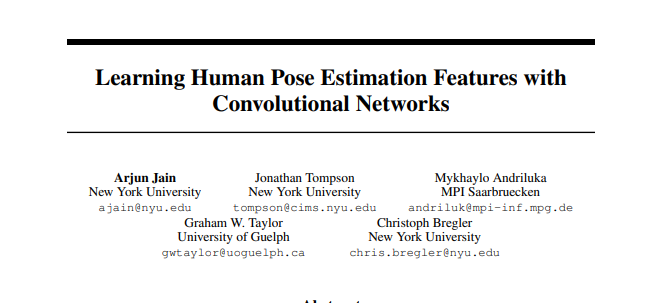 Learning Human Pose Estimation Features with
Convolutional Networks
Arjun Jain Jonathan Tompson Mykhaylo Andriluka
New York University New York University MPI Saarbruecken
ajain@nyu.edu tompson@cims.nyu.edu andriluk@mpi-inf.mpg.de
Graham W. Taylor Christoph Bregler
University of Guelph New York University
gwtaylor@uoguelph.ca chris.bregler@nyu.edu